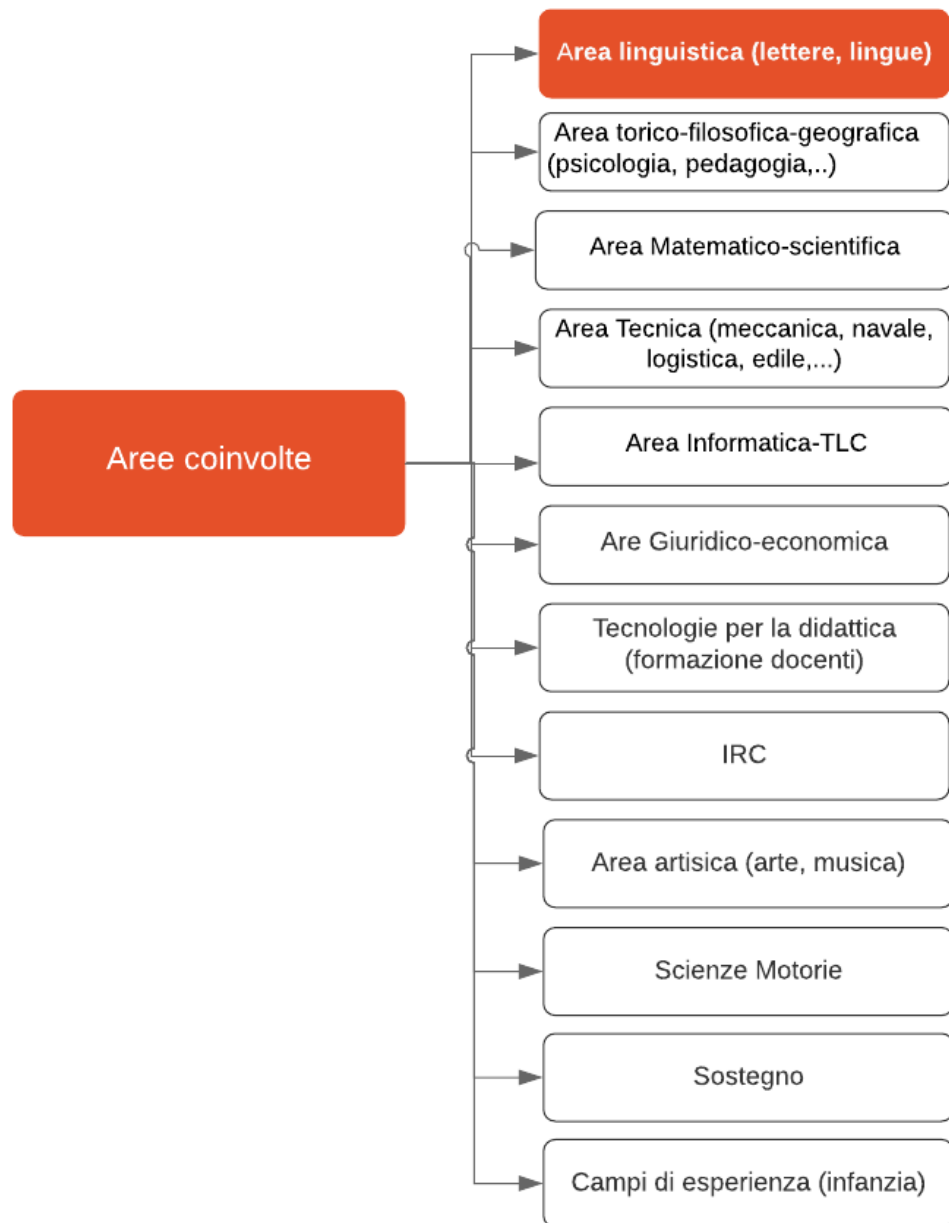 Area linguistica (lettere, lingue)
Area torico-filosofica-geografica
(psicologia, pedagogia,..)
Area Matematico-scientifica
Area Tecnica (meccanica, navale,
logistica, edile,...)
Aree coinvolte
Area Informatica-TLC
Are Giuridico-economica
Tecnologie per la didattica
(formazione docenti)
IRC
Area artisica (arte, musica)
Scienze Motorie
Sostegno
Campi di esperienza (infanzia)